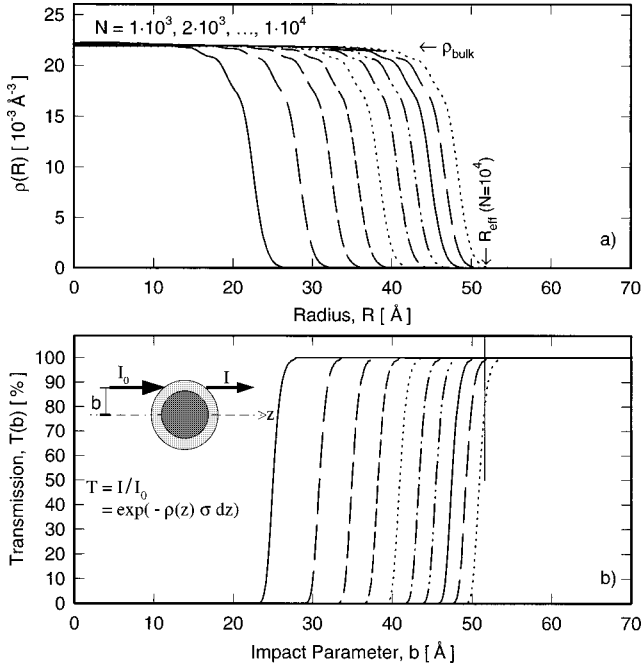 N = 1·10³, 2·10³, ..., 1·10⁴
← ρbulk
25
20
15
10
5
0
ρ(R) [ 10⁻³ Å⁻³ ]
Reff (N=10⁴)
a)
0 10 20 30 40 50 60 70
Radius, R [ Å ]
100
90
80
70
60
50
40
30
20
10
0
Transmission, T(b) [ % ]
I₀ I
b
>z
T = I/I₀
= exp( - ρ(z) σ dz)
b)
0 10 20 30 40 50 60 70
Impact Parameter, b [ Å ]